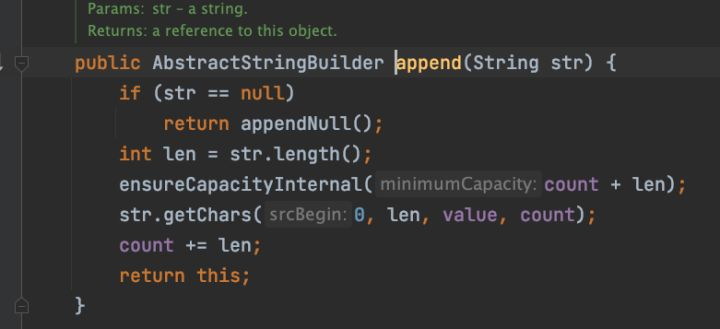 Params: str – a string.
Returns: a reference to this object.
public AbstractStringBuilder append(String str) {
if (str == null)
return appendNull();
int len = str.length();
ensureCapacityInternal( minimumCapacity: count + len);
str.getChars( srcBegin: 0, len, value, count);
count += len;
return this;
}